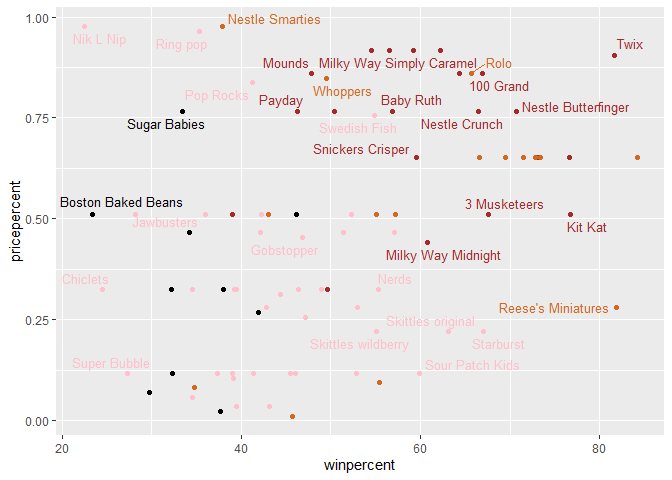 1.00
Nestle Smarties
Nik L Nip
Ring pop
Twix
Mounds
Milky Way Simply Caramel
Rolo
100 Grand
Pop Rocks
Whoppers
Payday
Baby Ruth
Nestle Butterfinger
0.75
Sugar Babies
Swedish Fish
Nestle Crunch
Snickers Crisper
Boston Baked Beans
3 Musketeers
0.50
Jawbusters
Kit Kat
Gobstopper
Milky Way Midnight
Chiclets
Nerds
Reese's Miniatures
0.25
Skittles original
Skittles wildberry
Starburst
Super Bubble
Sour Patch Kids
0.00
20
40
60
80
winpercent
pricepercent